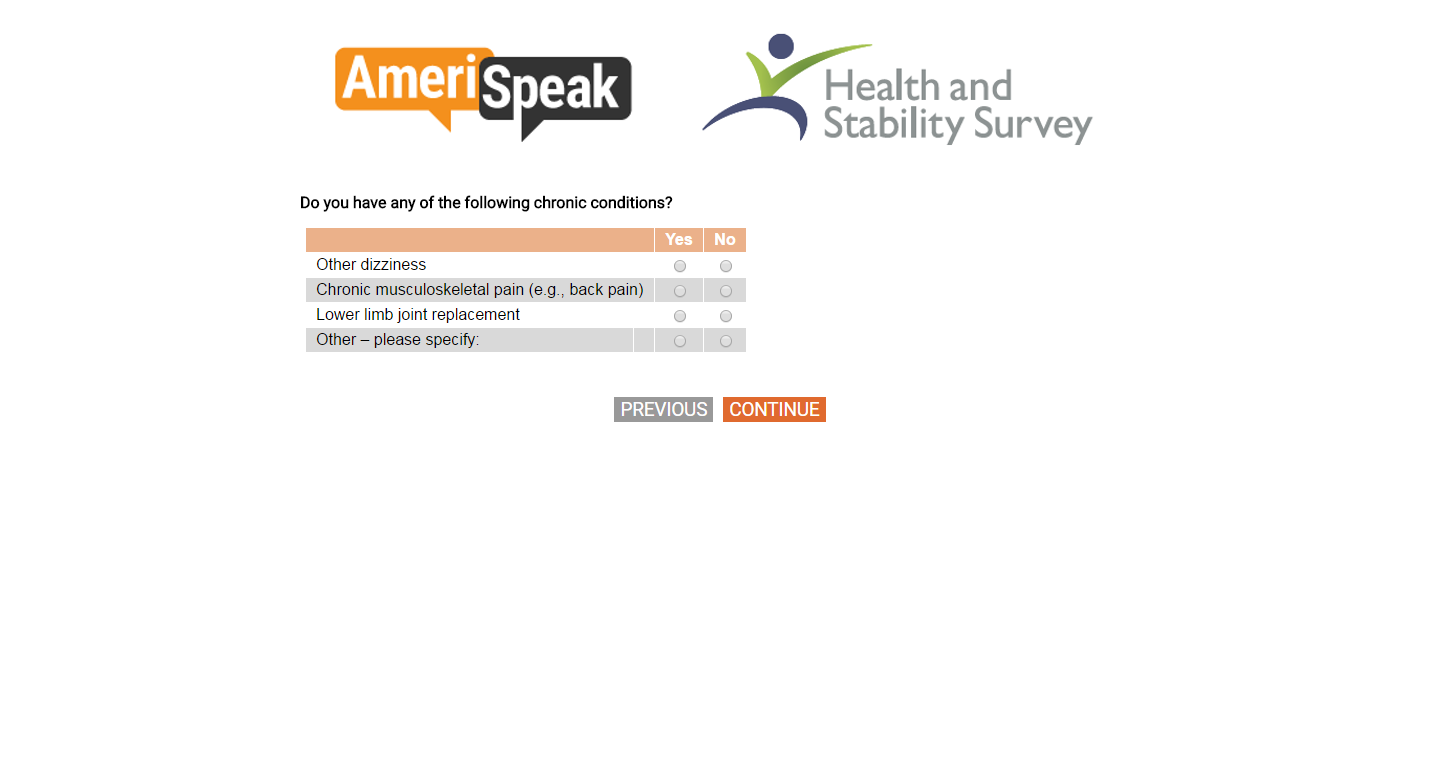 AmeriSpeak
Health and
Stability Survey
Do you have any of the following chronic conditions?
Yes No
Other dizziness
Chronic musculoskeletal pain (e.g., back pain)
Lower limb joint replacement
Other – please specify:
PREVIOUS CONTINUE